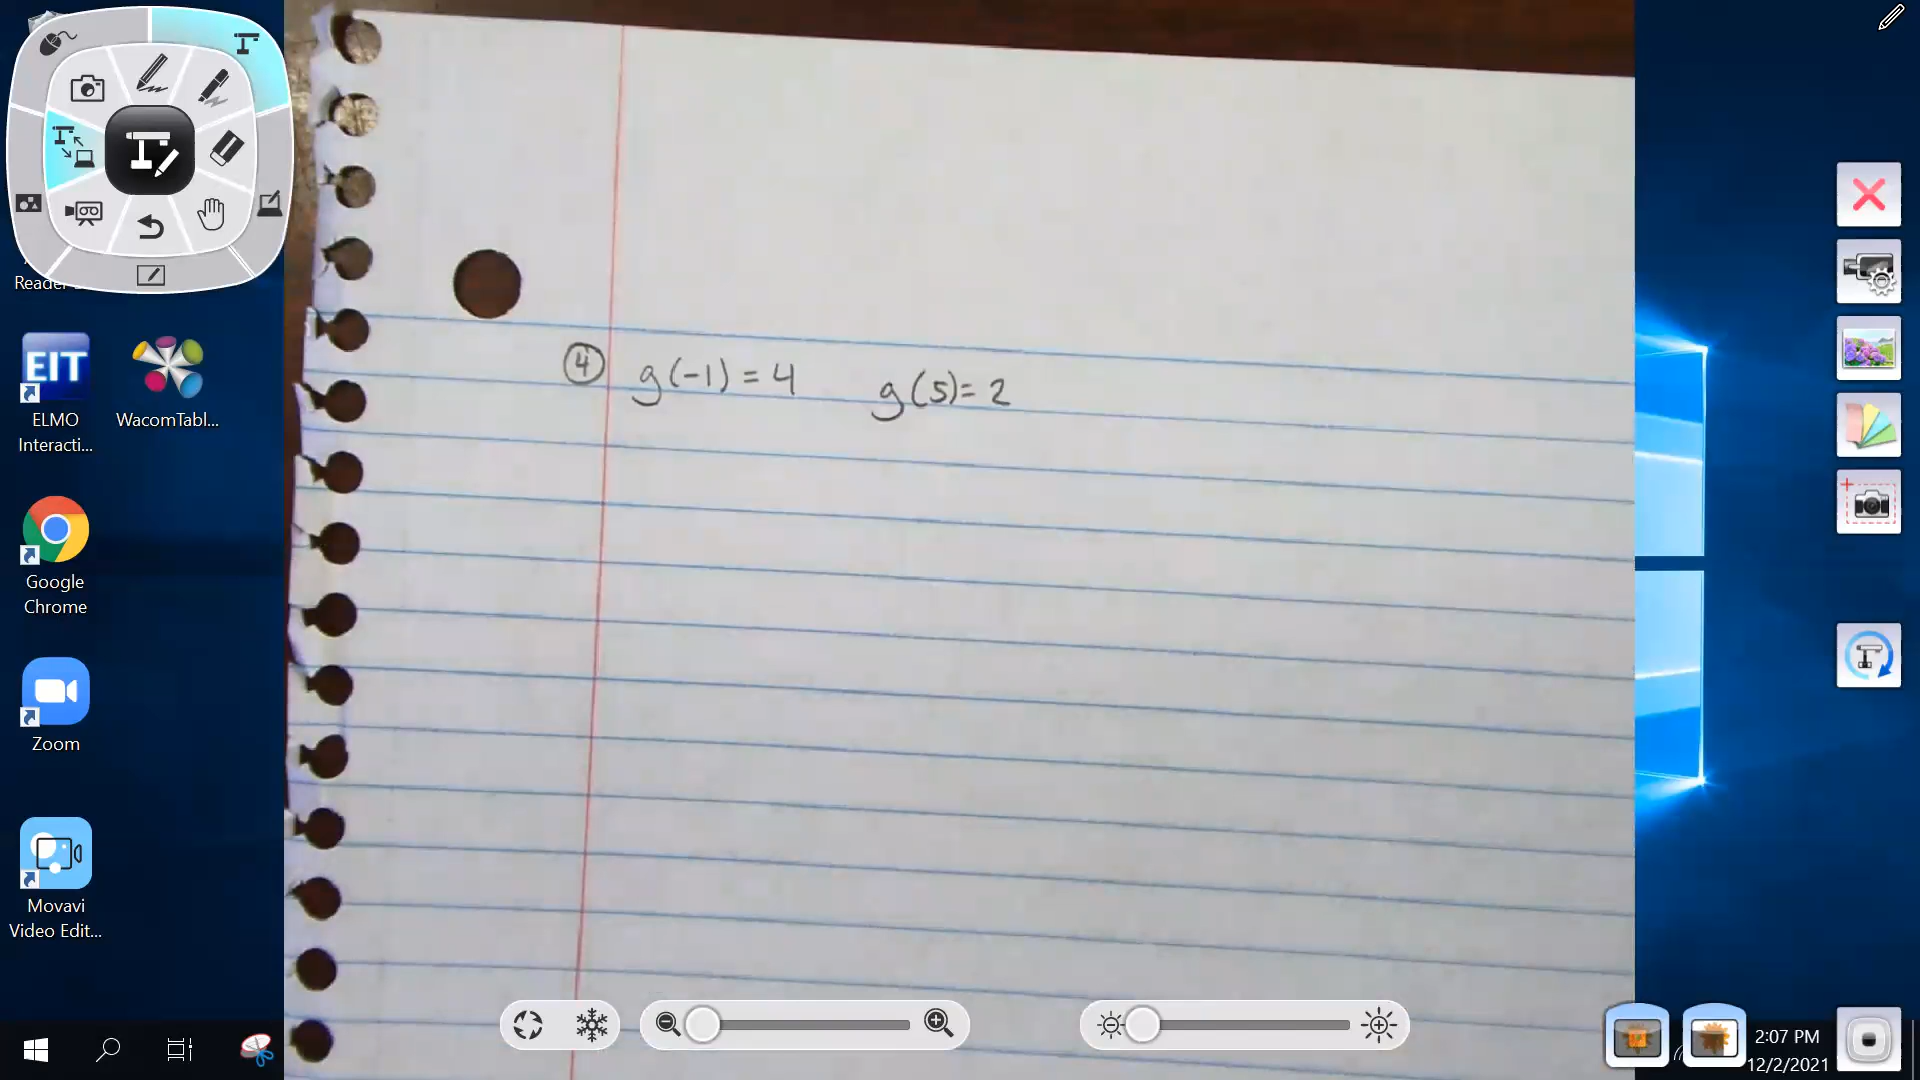 Reader
④ g(-1) = 4 g(5)= 2
EIT
ELMO
Interacti...
WacomTabl...
Google
Chrome
Zoom
Movavi
Video Edit...
2:07 PM
12/2/2021